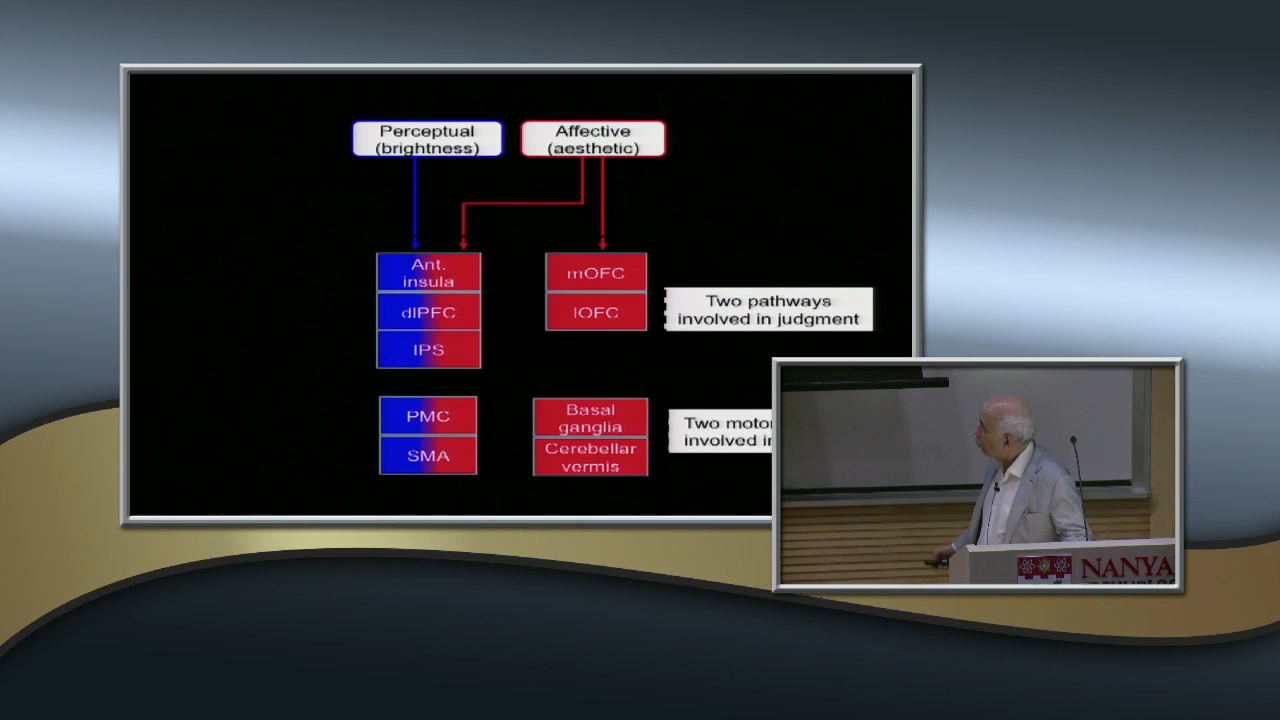 Perceptual
(brightness)
Affective
(aesthetic)
Ant.
insula
dlPFC
IPS
mOFC
lOFC
Two pathways
involved in judgment
PMC
SMA
Basal
ganglia
Cerebellar
vermis
Two motor
involved in
NANYA